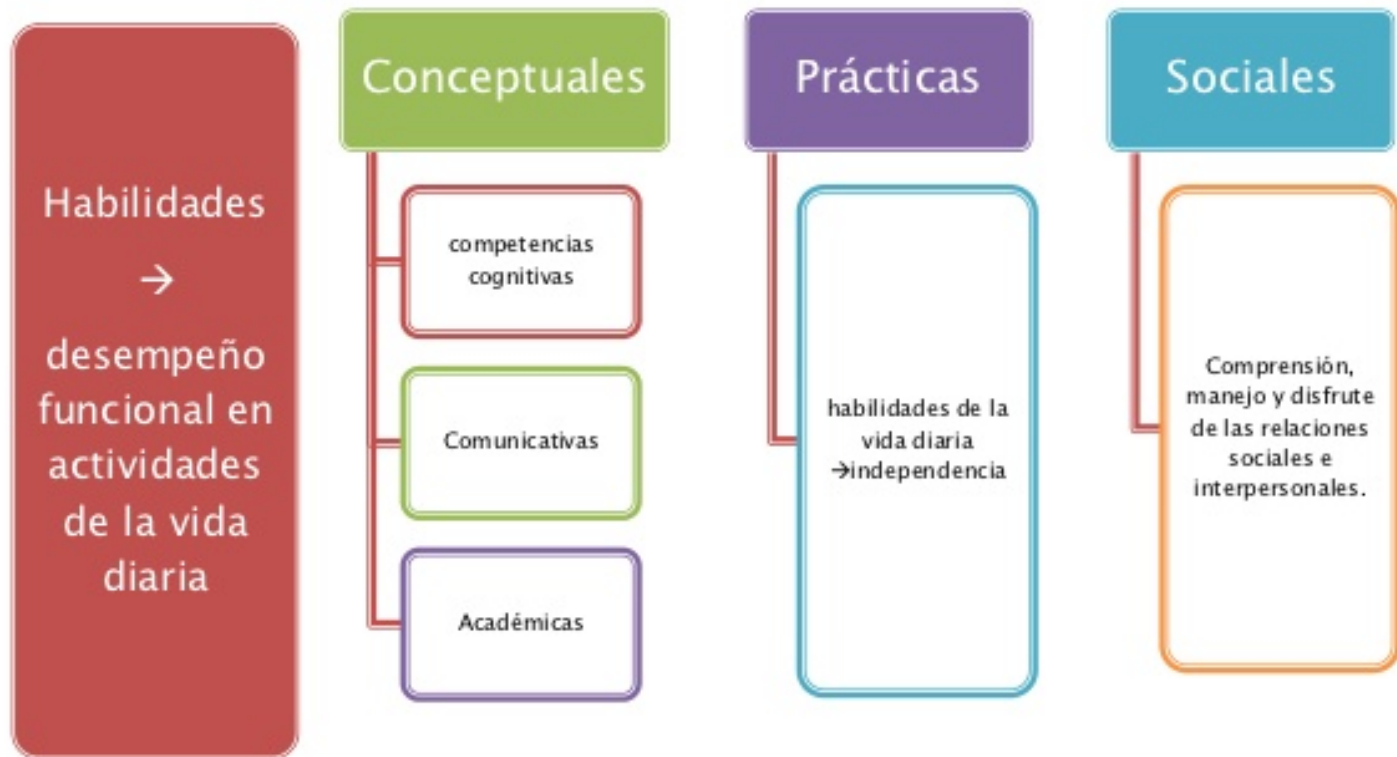 Habilidades
→
desempeño
funcional en
actividades
de la vida
diaria
Conceptuales
competencias
cognitivas
Comunicativas
Académicas
Prácticas
habilidades de la
vida diaria
→independencia
Sociales
Comprensión,
manejo y disfrute
de las relaciones
sociales e
interpersonales.